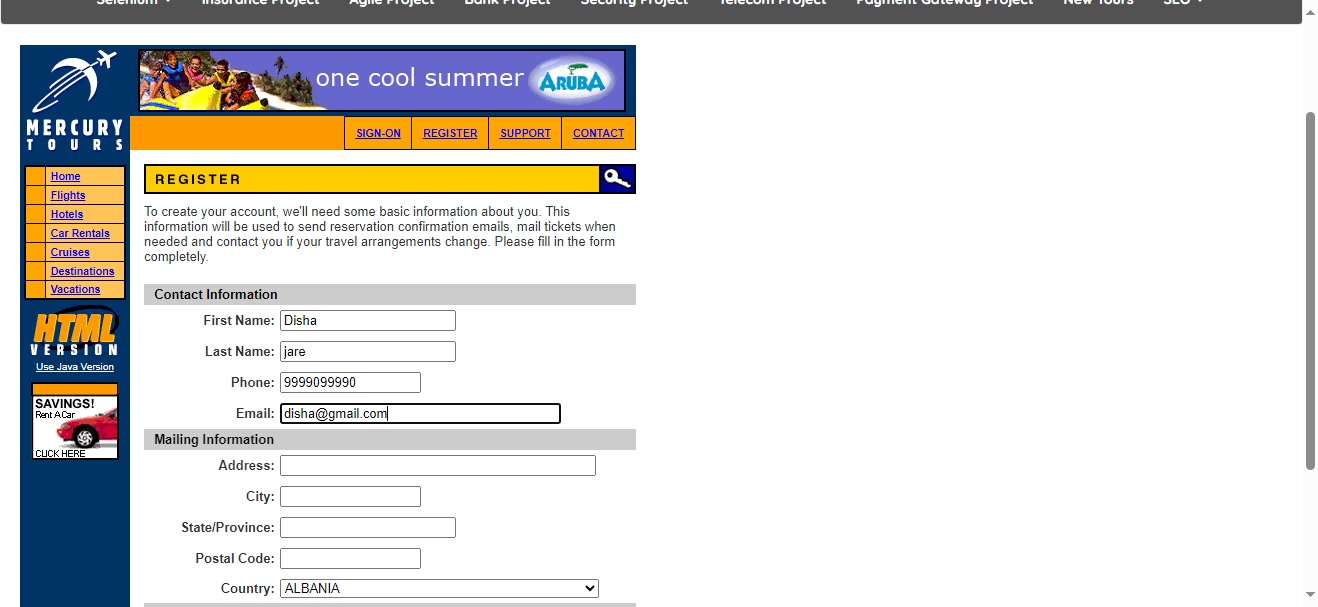 Selenium Insurance Project Agile Project Bank Project Security Project Telecom Project Payment Gateway Project New Tours SEO
one cool summer ARUBA
MERCURY
TOURS
SIGN-ON REGISTER SUPPORT CONTACT
REGISTER
Home
Flights
Hotels
Car Rentals
Cruises
Destinations
Vacations
HTML
VERSION
Use Java Version
SAVINGS!
Rent A Car
CLICK HERE
To create your account, we'll need some basic information about you. This
information will be used to send reservation confirmation emails, mail tickets when
needed and contact you if your travel arrangements change. Please fill in the form
completely.
Contact Information
First Name: Disha
Last Name: jare
Phone: 9999099990
Email: disha@gmail.com
Mailing Information
Address:
City:
State/Province:
Postal Code:
Country: ALBANIA